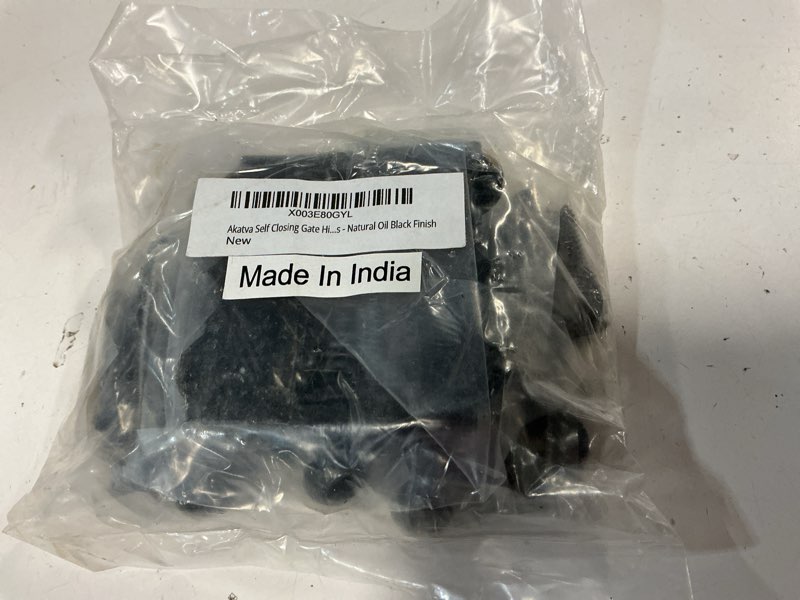 X003E80GYL
Akatva Self Closing Gate Hi...s - Natural Oil Black Finish
New
Made In India